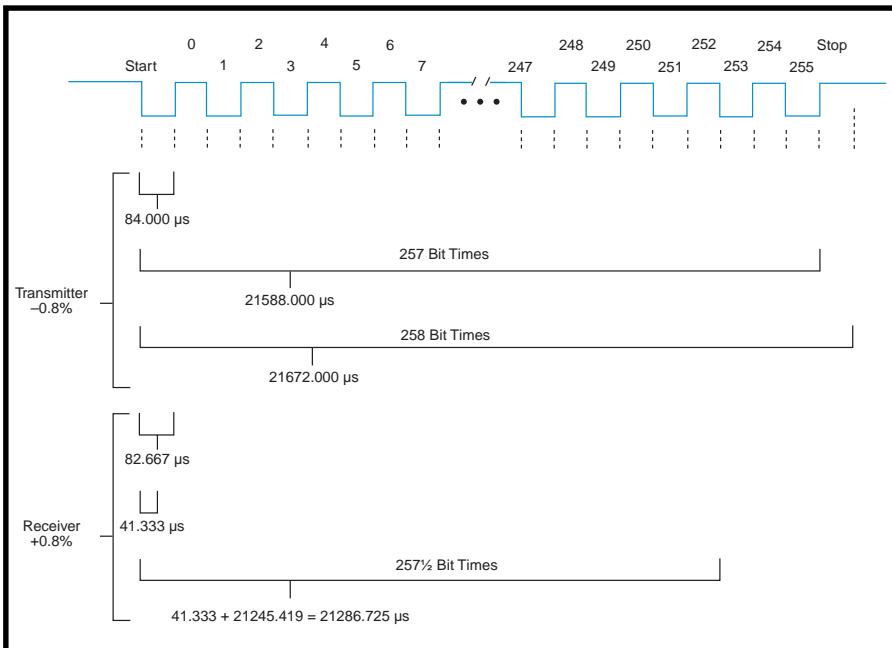 0 2 4 6 248 250 252 254 Stop
Start 1 3 5 7 247 249 251 253 255
84.000 µs
257 Bit Times
21588.000 µs
Transmitter
–0.8%
258 Bit Times
21672.000 µs
82.667 µs
41.333 µs
Receiver
+0.8%
257½ Bit Times
41.333 + 21245.419 = 21286.725 µs